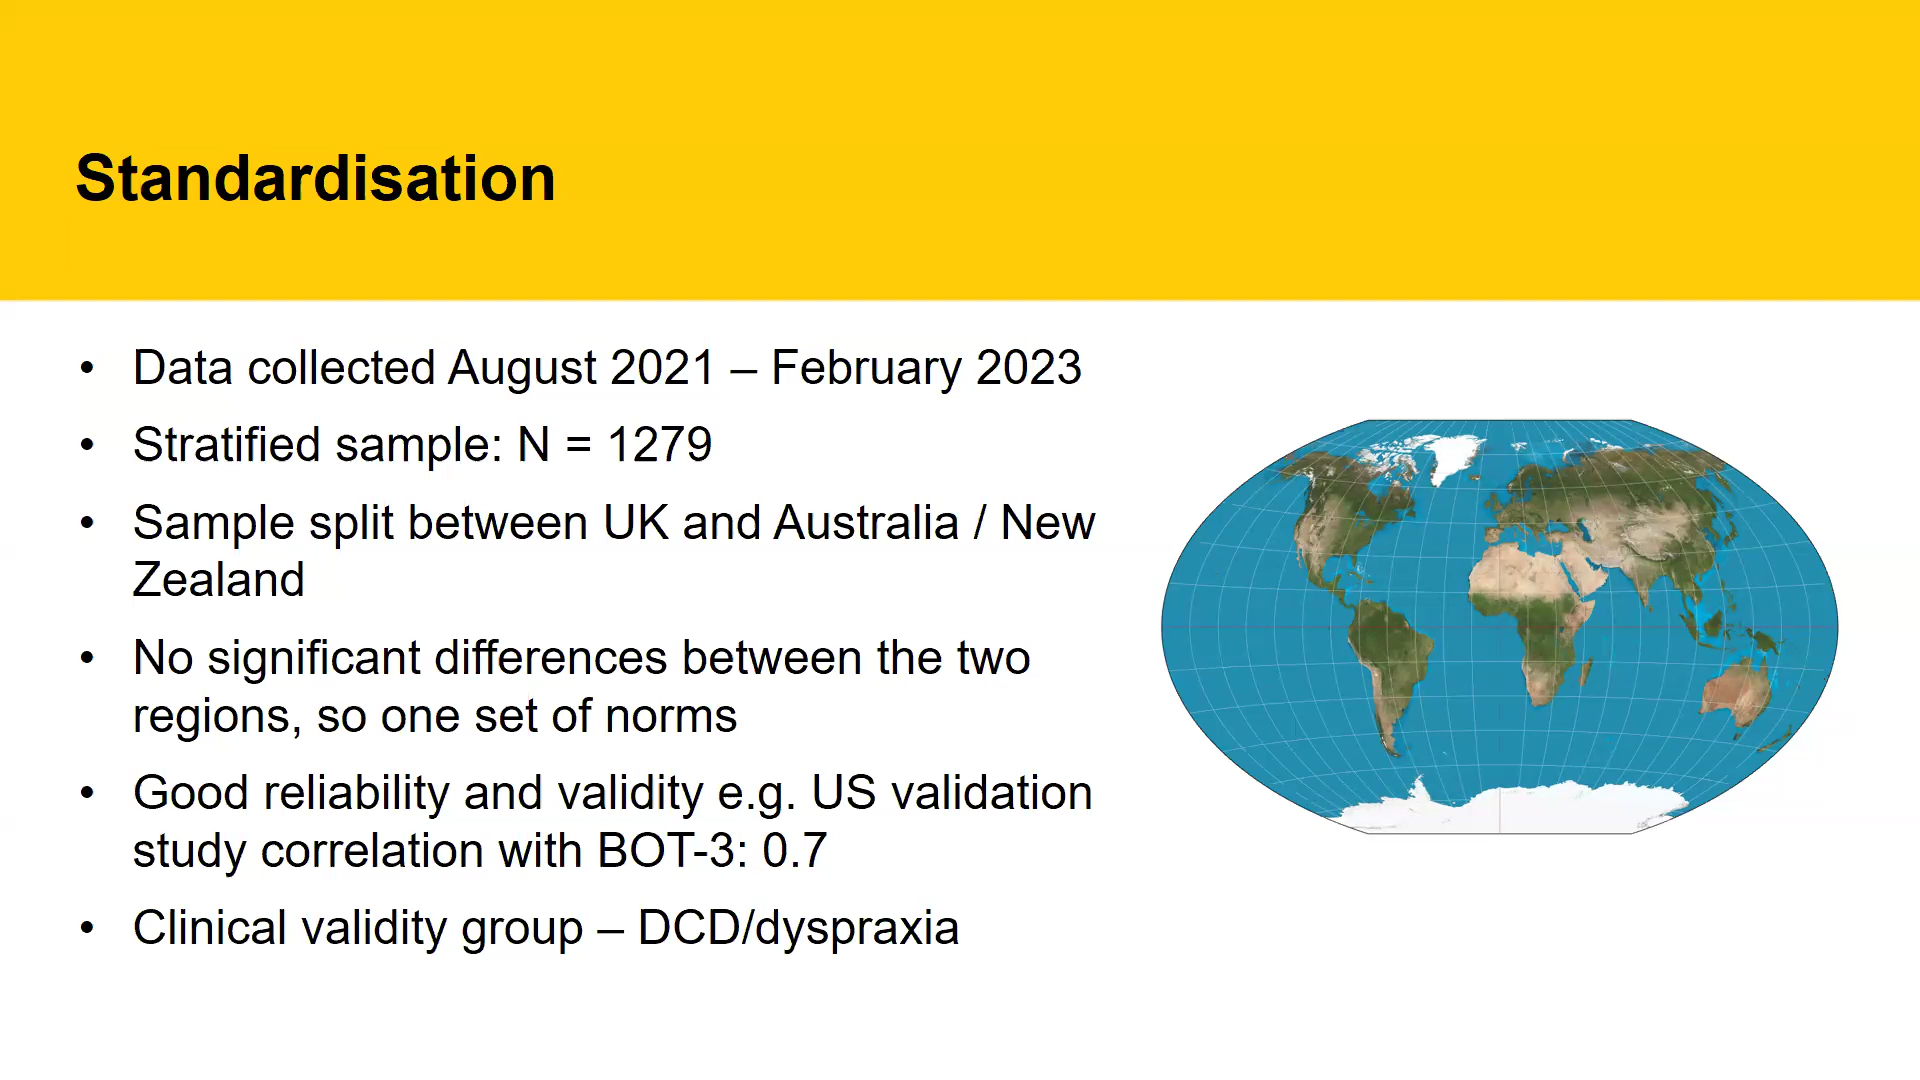 Standardisation
• Data collected August 2021 – February 2023
• Stratified sample: N = 1279
• Sample split between UK and Australia / New
Zealand
• No significant differences between the two
regions, so one set of norms
• Good reliability and validity e.g. US validation
study correlation with BOT-3: 0.7
• Clinical validity group – DCD/dyspraxia